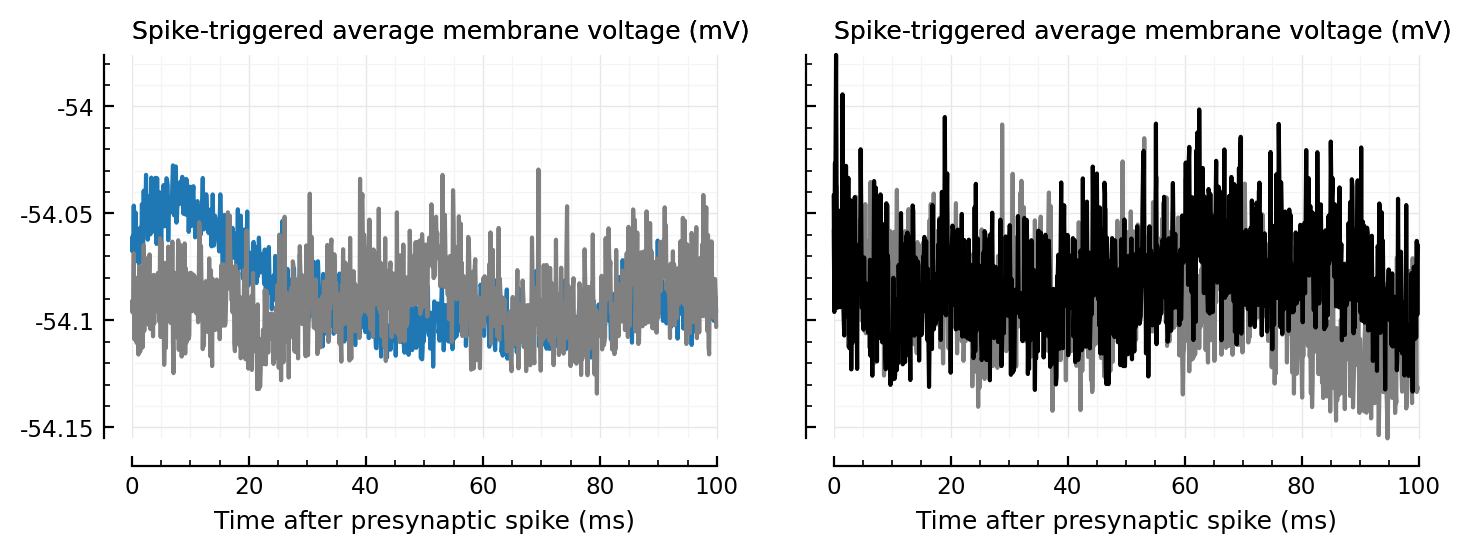 Spike-triggered average membrane voltage (mV)
-54
-54.05
-54.1
-54.15
0 20 40 60 80 100
Time after presynaptic spike (ms)
Spike-triggered average membrane voltage (mV)
0 20 40 60 80 100
Time after presynaptic spike (ms)